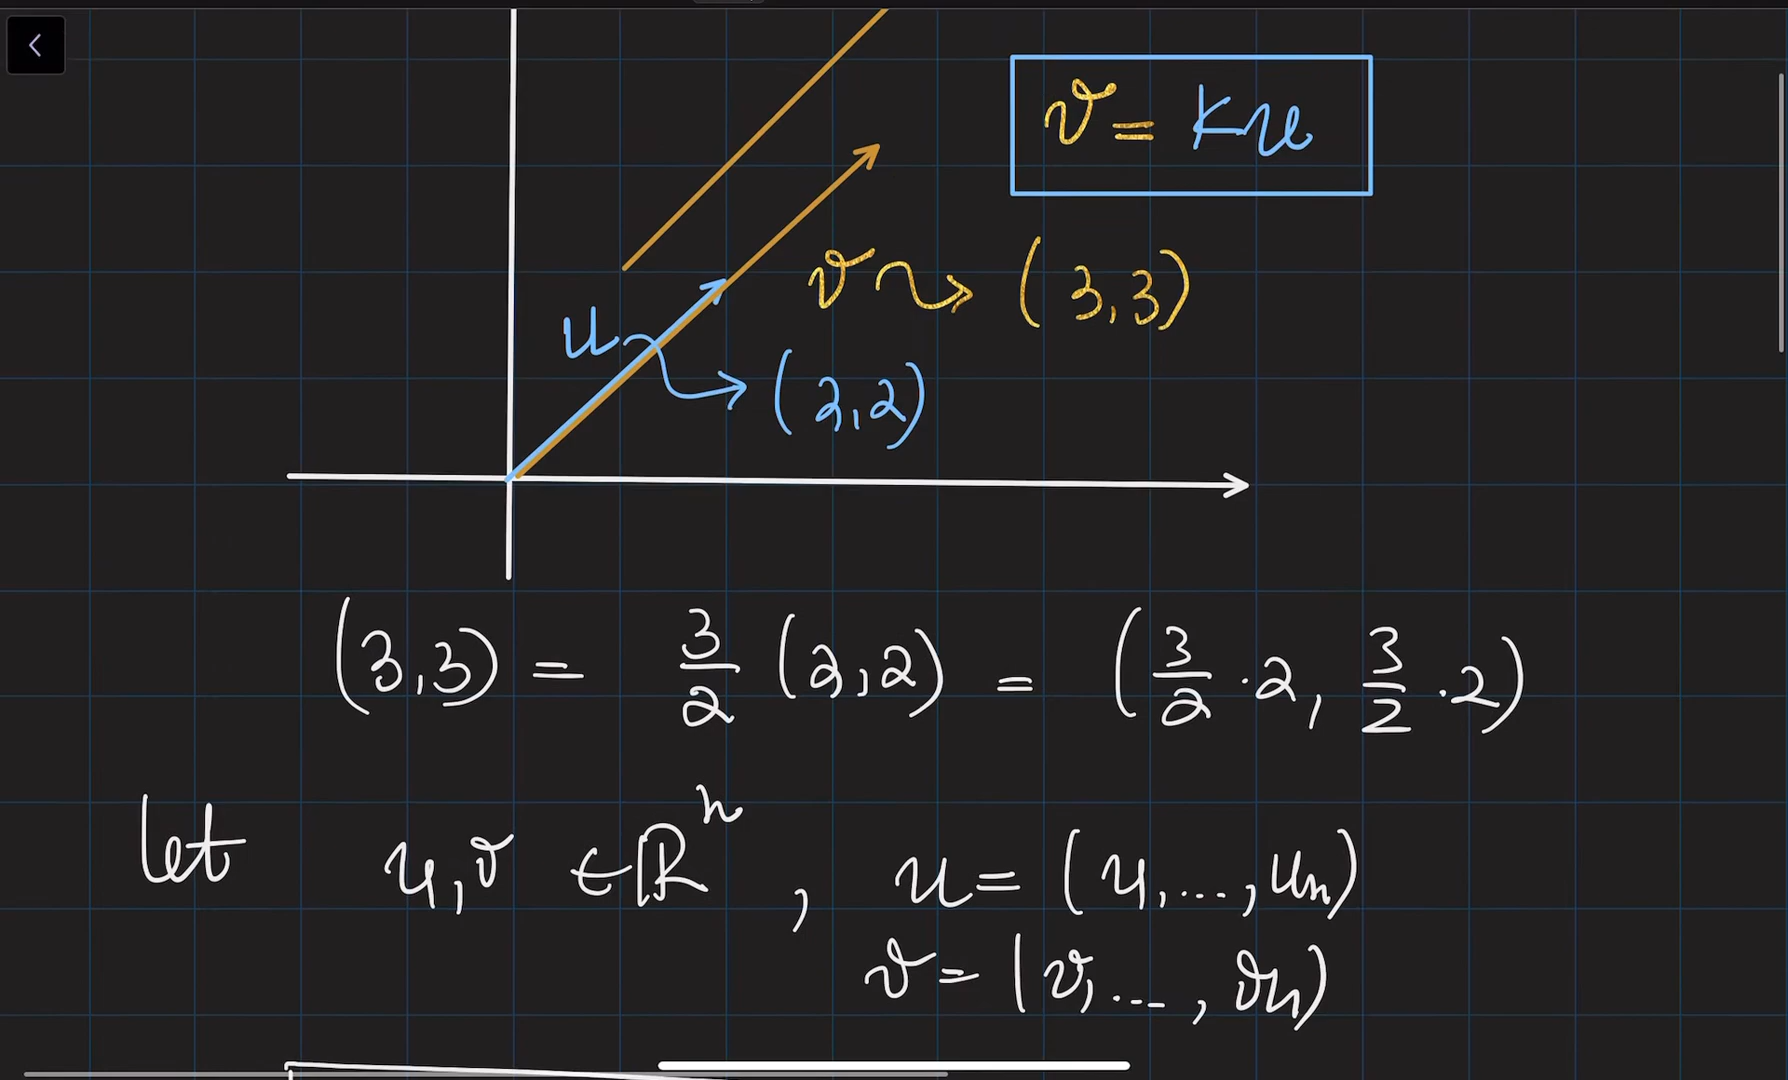 v = ku
v → (3,3)
u → (2,2)
(3,3) = 3/2 (2,2) = (3/2 · 2, 3/2 · 2)
let u,v ∈ ℝⁿ , u = (u₁,...,uₙ)
v = (v₁,...,vₙ)